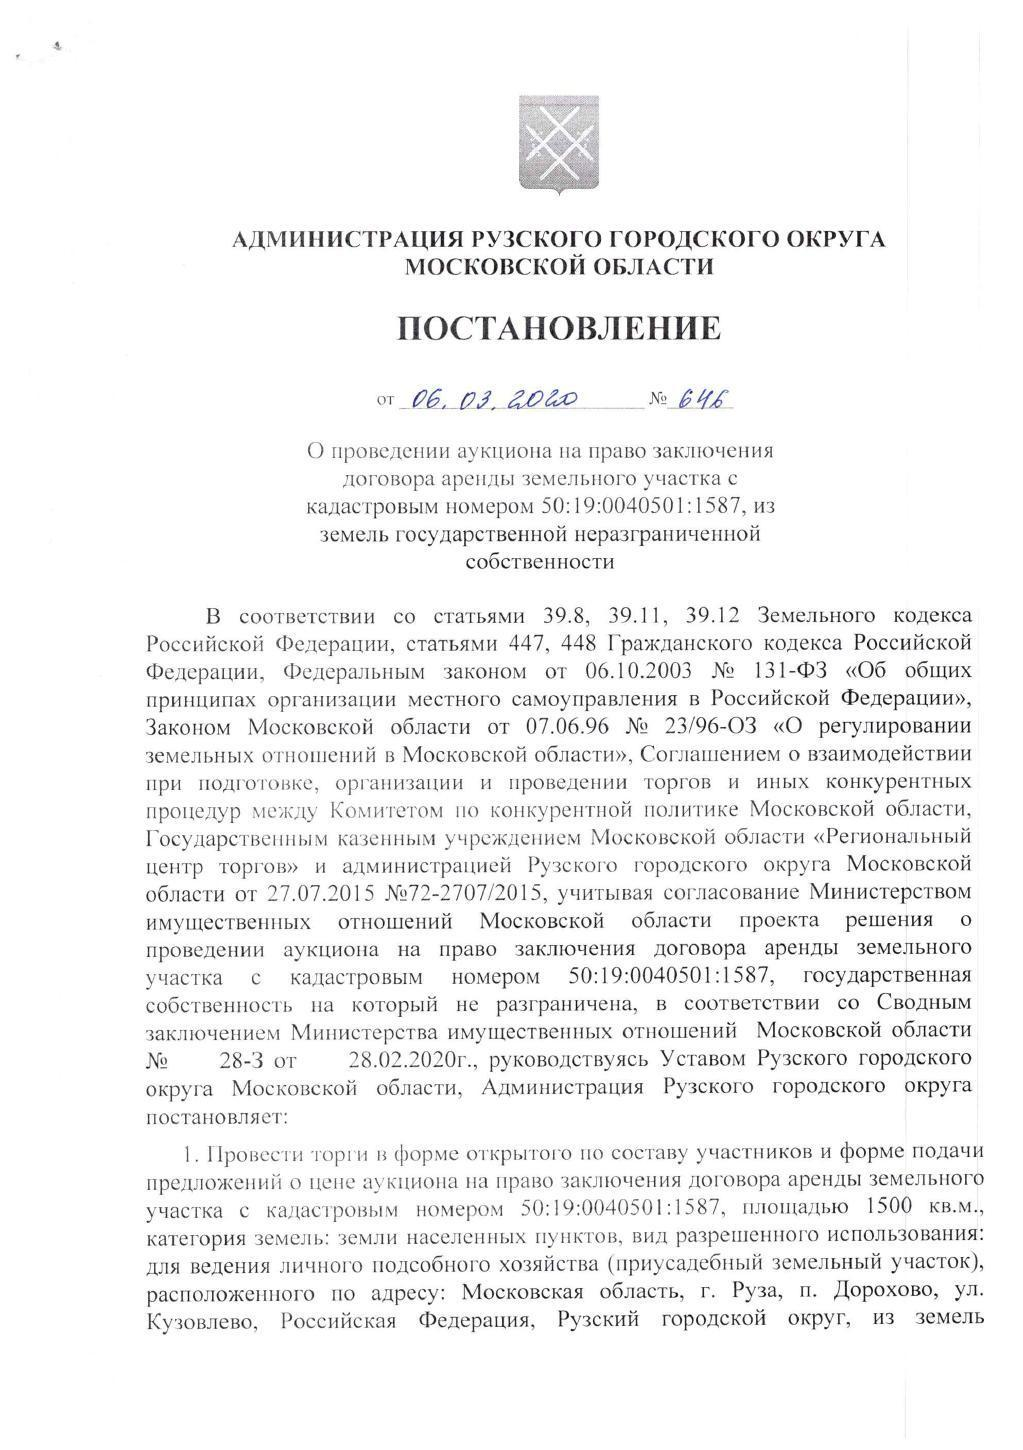 АДМИНИСТРАЦИЯ РУЗСКОГО ГОРОДСКОГО ОКРУГА
МОСКОВСКОЙ ОБЛАСТИ
ПОСТАНОВЛЕНИЕ
от 06.03.2020 № 646
О проведении аукциона на право заключения
договора аренды земельного участка с
кадастровым номером 50:19:0040501:1587, из
земель государственной неразграниченной
собственности
В соответствии со статьями 39.8, 39.11, 39.12 Земельного кодекса
Российской Федерации, статьями 447, 448 Гражданского кодекса Российской
Федерации, Федеральным законом от 06.10.2003 № 131-ФЗ «Об общих
принципах организации местного самоуправления в Российской Федерации»,
Законом Московской области от 07.06.96 № 23/96-ОЗ «О регулировании
земельных отношений в Московской области», Соглашением о взаимодействии
при подготовке, организации и проведении торгов и иных конкурентных
процедур между Комитетом по конкурентной политике Московской области,
Государственным казенным учреждением Московской области «Региональный
центр торгов» и администрацией Рузского городского округа Московской
области от 27.07.2015 №72-2707/2015, учитывая согласование Министерством
имущественных отношений Московской области проекта решения о
проведении аукциона на право заключения договора аренды земельного
участка с кадастровым номером 50:19:0040501:1587, государственная
собственность на который не разграничена, в соответствии со Сводным
заключением Министерства имущественных отношений Московской области
№ 28-З от 28.02.2020г., руководствуясь Уставом Рузского городского
округа Московской области, Администрация Рузского городского округа
постановляет:
1. Провести торги в форме открытого по составу участников и форме подачи
предложений о цене аукциона на право заключения договора аренды земельного
участка с кадастровым номером 50:19:0040501:1587, площадью 1500 кв.м.,
категория земель: земли населенных пунктов, вид разрешенного использования:
для ведения личного подсобного хозяйства (приусадебный земельный участок),
расположенного по адресу: Московская область, г. Руза, п. Дорохово, ул.
Кузовлево, Российская Федерация, Рузский городской округ, из земель